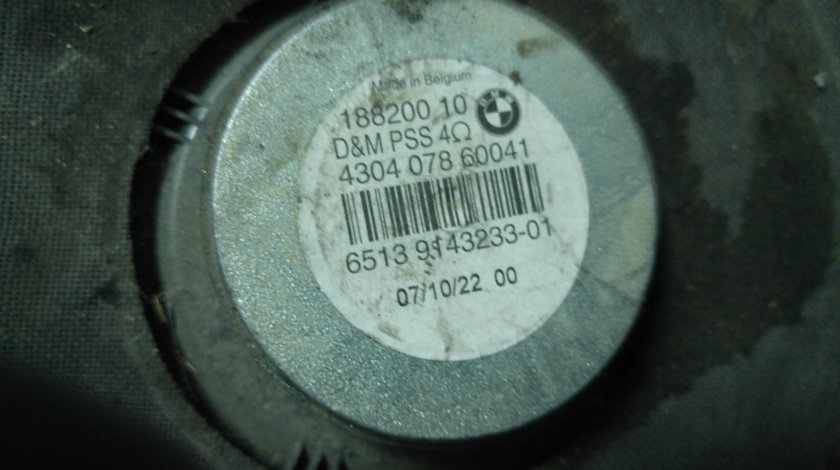 Made in Belgium
188200 10
D&M PSS 4Ω
4304 078 60041
6513 9143233-01
07/10/22 00